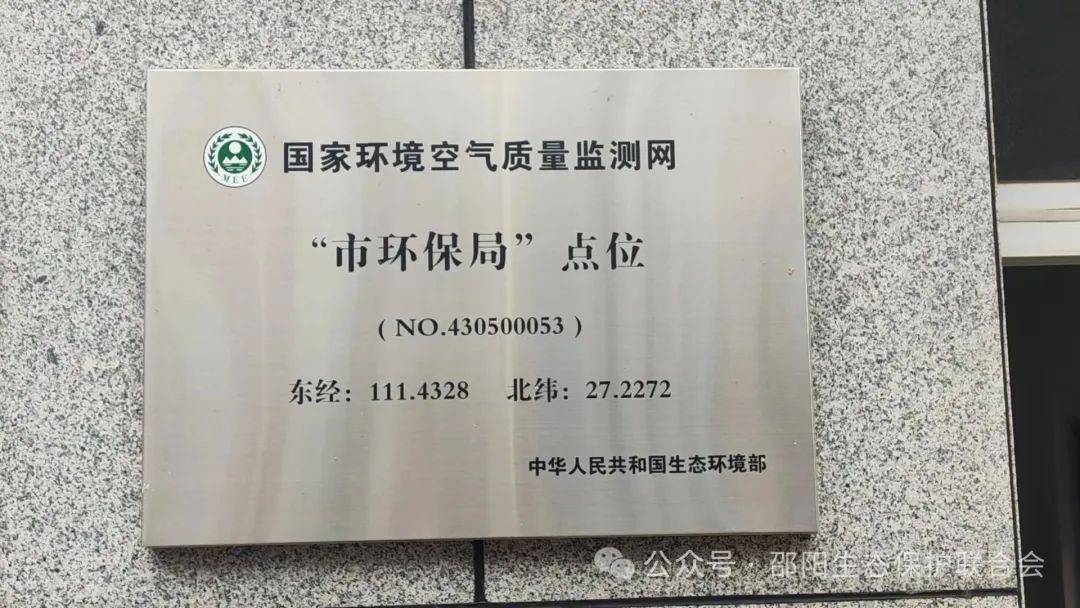 国家环境空气质量监测网
MEE
“市环保局”点位
（NO.430500053）
东经：111.4328 北纬：27.2272
中华人民共和国生态环境部
公众号·邵阳生态保护联合会